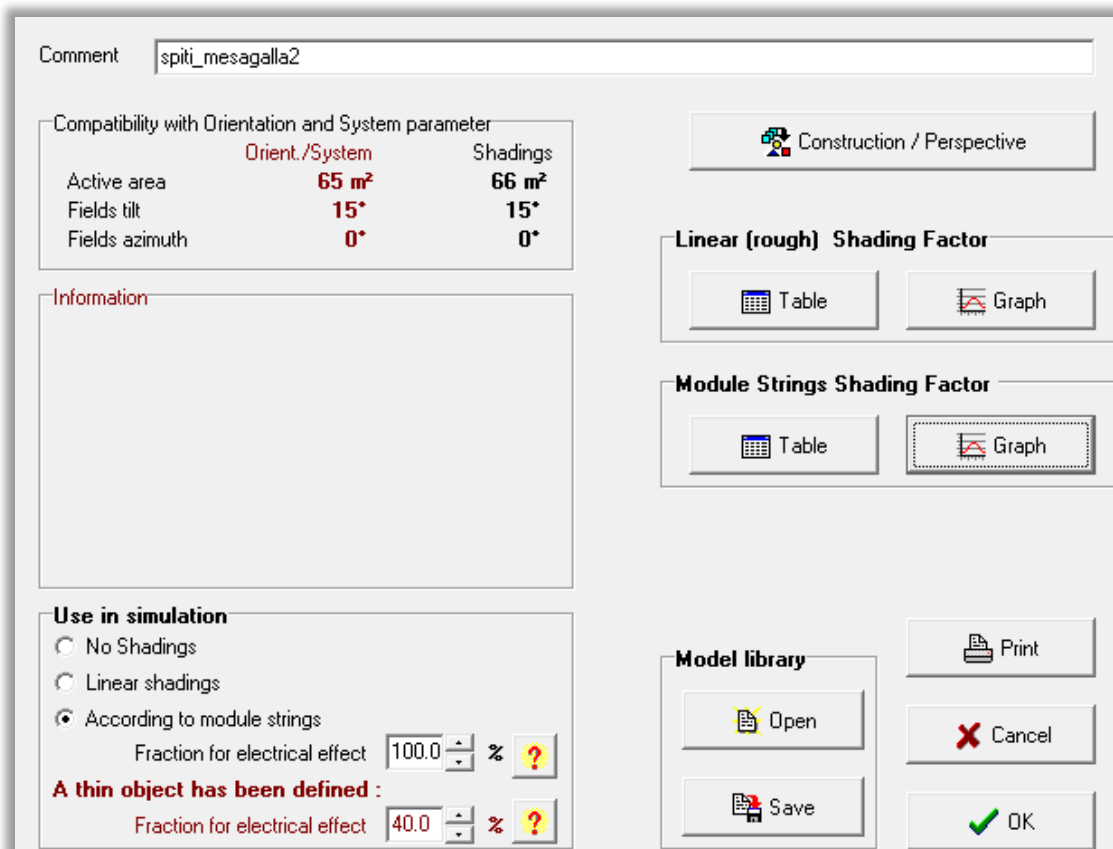 Comment spiti_mesagalla2
Compatibility with Orientation and System parameter
Orient./System Shadings
Active area 65 m² 66 m²
Fields tilt 15° 15°
Fields azimuth 0° 0°
Construction / Perspective
Linear (rough) Shading Factor
Table Graph
Information
Module Strings Shading Factor
Table Graph
Use in simulation
No Shadings
Linear shadings
According to module strings
Fraction for electrical effect 100.0 % ?
A thin object has been defined :
Fraction for electrical effect 40.0 % ?
Model library
Open
Save
Print
Cancel
OK